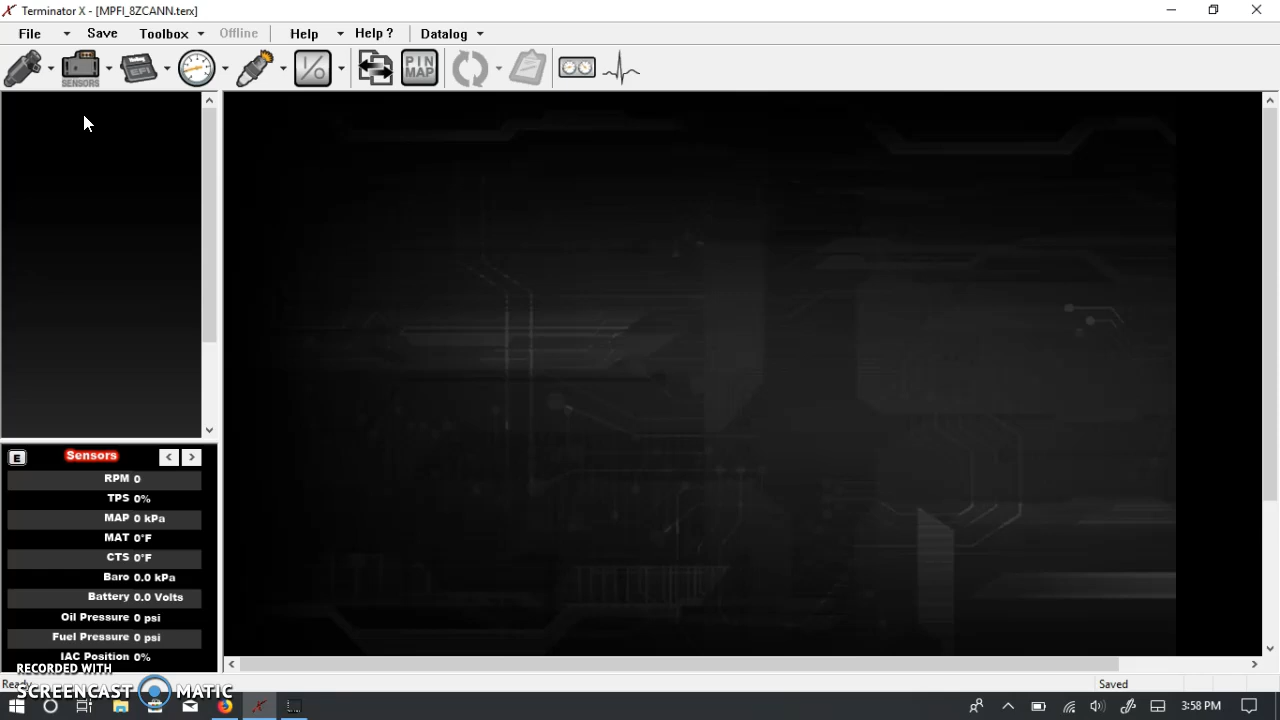 Terminator X - [MPFI_8ZCANN.terx]
File Save Toolbox Offline Help Help ? Datalog
SENSORS EFI I/O PIN MAP
E Sensors < >
RPM 0
TPS 0%
MAP 0 kPa
MAT 0°F
CTS 0°F
Baro 0.0 kPa
Battery 0.0 Volts
Oil Pressure 0 psi
Fuel Pressure 0 psi
IAC Position 0%
RECORDED WITH
Ready Saved
SCREENCAST MATIC
3:58 PM